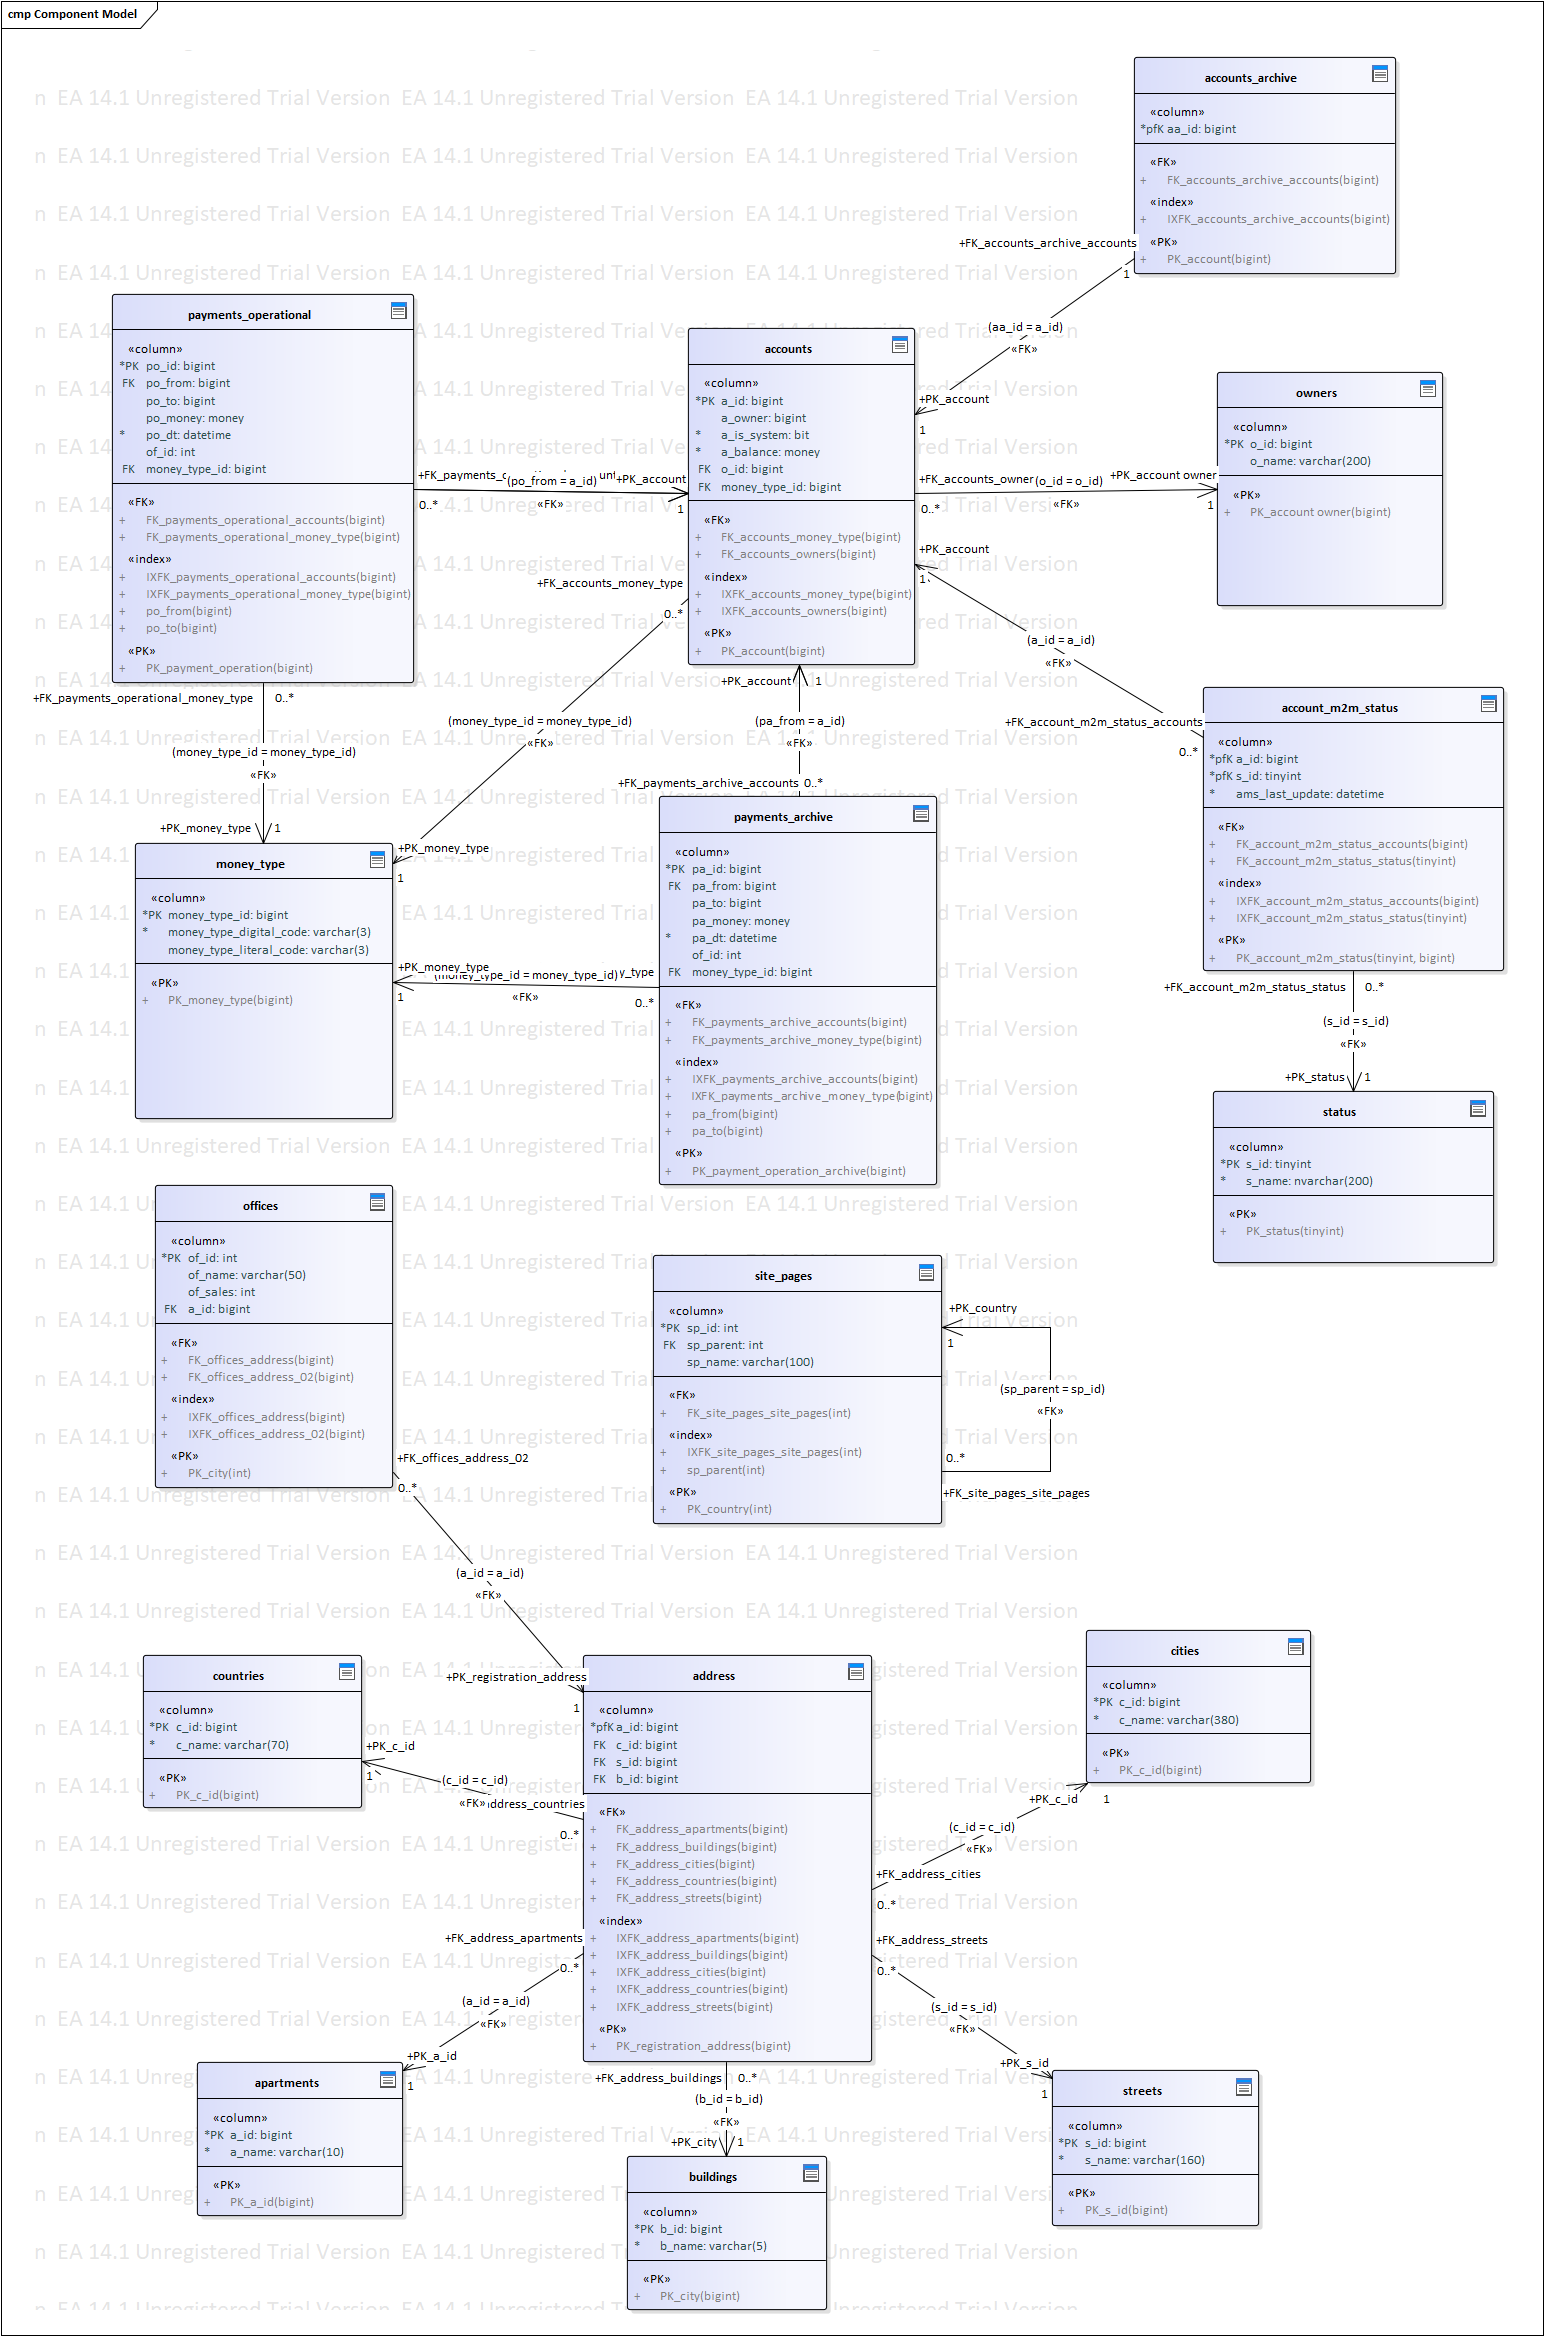 cmp Component Model
EA 14.1 Unregistered Trial Version EA 14.1 Unregistered Trial Version EA 14.1 Unregistered Trial Version
accounts_archive
«column»
*pfK aa_id: bigint
«FK»
+ FK_accounts_archive_accounts(bigint)
«index»
+ IXFK_accounts_archive_accounts(bigint)
«PK»
+ PK_account(bigint)
+FK_accounts_archive_accounts
1
(aa_id = a_id)
«FK»
+PK_account
1
payments_operational
«column»
*PK po_id: bigint
FK po_from: bigint
po_to: bigint
po_money: money
* po_dt: datetime
of_id: int
FK money_type_id: bigint
«FK»
+ FK_payments_operational_accounts(bigint)
+ FK_payments_operational_money_type(bigint)
«index»
+ IXFK_payments_operational_accounts(bigint)
+ IXFK_payments_operational_money_type(bigint)
+ po_from(bigint)
+ po_to(bigint)
«PK»
+ PK_payment_operation(bigint)
(po_from = a_id)
+PK_account
0..*
«FK»
1
accounts
«column»
*PK a_id: bigint
a_owner: bigint
* a_is_system: bit
* a_balance: money
FK o_id: bigint
FK money_type_id: bigint
«FK»
+ FK_accounts_money_type(bigint)
+ FK_accounts_owners(bigint)
«index»
+ IXFK_accounts_money_type(bigint)
+ IXFK_accounts_owners(bigint)
«PK»
+ PK_account(bigint)
+FK_accounts_owner
(o_id = o_id)
+PK_account owner
0..*
«FK»
1
owners
«column»
*PK o_id: bigint
o_name: varchar(200)
«PK»
+ PK_account owner(bigint)
+PK_account
1
(a_id = a_id)
«FK»
+FK_account_m2m_status_accounts
0..*
account_m2m_status
«column»
*pfK a_id: bigint
*pfK s_id: tinyint
* ams_last_update: datetime
«FK»
+ FK_account_m2m_status_accounts(bigint)
+ FK_account_m2m_status_status(tinyint)
«index»
+ IXFK_account_m2m_status_accounts(bigint)
+ IXFK_account_m2m_status_status(tinyint)
«PK»
+ PK_account_m2m_status(tinyint, bigint)
+FK_account_m2m_status_status
0..*
(s_id = s_id)
«FK»
+PK_status
1
status
«column»
*PK s_id: tinyint
* s_name: nvarchar(200)
«PK»
+ PK_status(tinyint)
+FK_accounts_money_type
0..*
(money_type_id = money_type_id)
«FK»
+PK_money_type
1
+FK_payments_operational_money_type
0..*
(money_type_id = money_type_id)
«FK»
+PK_money_type
1
money_type
«column»
*PK money_type_id: bigint
* money_type_digital_code: varchar(3)
money_type_literal_code: varchar(3)
«PK»
+ PK_money_type(bigint)
+PK_account
1
(pa_from = a_id)
«FK»
+FK_payments_archive_accounts
0..*
payments_archive
«column»
*PK pa_id: bigint
FK pa_from: bigint
pa_to: bigint
pa_money: money
* pa_dt: datetime
of_id: int
FK money_type_id: bigint
«FK»
+ FK_payments_archive_accounts(bigint)
+ FK_payments_archive_money_type(bigint)
«index»
+ IXFK_payments_archive_accounts(bigint)
+ IXFK_payments_archive_money_type(bigint)
+ pa_from(bigint)
+ pa_to(bigint)
«PK»
+ PK_payment_operation_archive(bigint)
+PK_money_type
(money_type_id = money_type_id)
y_type
1
«FK»
0..*
offices
«column»
*PK of_id: int
of_name: varchar(50)
of_sales: int
FK a_id: bigint
«FK»
+ FK_offices_address(bigint)
+ FK_offices_address_02(bigint)
«index»
+ IXFK_offices_address(bigint)
+ IXFK_offices_address_02(bigint)
«PK»
+ PK_city(int)
+FK_offices_address_02
0..*
(a_id = a_id)
«FK»
+PK_registration_address
1
site_pages
«column»
*PK sp_id: int
FK sp_parent: int
sp_name: varchar(100)
«FK»
+ FK_site_pages_site_pages(int)
«index»
+ IXFK_site_pages_site_pages(int)
+ sp_parent(int)
«PK»
+ PK_country(int)
+PK_country
1
(sp_parent = sp_id)
«FK»
0..*
+FK_site_pages_site_pages
countries
«column»
*PK c_id: bigint
* c_name: varchar(70)
«PK»
+ PK_c_id(bigint)
+PK_c_id
1
(c_id = c_id)
«FK»
ddress_countries
0..*
address
«column»
*pfK a_id: bigint
FK c_id: bigint
FK s_id: bigint
FK b_id: bigint
«FK»
+ FK_address_apartments(bigint)
+ FK_address_buildings(bigint)
+ FK_address_cities(bigint)
+ FK_address_countries(bigint)
+ FK_address_streets(bigint)
«index»
+ IXFK_address_apartments(bigint)
+ IXFK_address_buildings(bigint)
+ IXFK_address_cities(bigint)
+ IXFK_address_countries(bigint)
+ IXFK_address_streets(bigint)
«PK»
+ PK_registration_address(bigint)
cities
«column»
*PK c_id: bigint
* c_name: varchar(380)
«PK»
+ PK_c_id(bigint)
+PK_c_id
1
(c_id = c_id)
«FK»
+FK_address_cities
0..*
+FK_address_apartments
0..*
(a_id = a_id)
«FK»
+PK_a_id
1
apartments
«column»
*PK a_id: bigint
* a_name: varchar(10)
«PK»
+ PK_a_id(bigint)
+FK_address_streets
0..*
(s_id = s_id)
«FK»
+PK_s_id
1
streets
«column»
*PK s_id: bigint
* s_name: varchar(160)
«PK»
+ PK_s_id(bigint)
+FK_address_buildings
0..*
(b_id = b_id)
«FK»
+PK_city
1
buildings
«column»
*PK b_id: bigint
* b_name: varchar(5)
«PK»
+ PK_city(bigint)